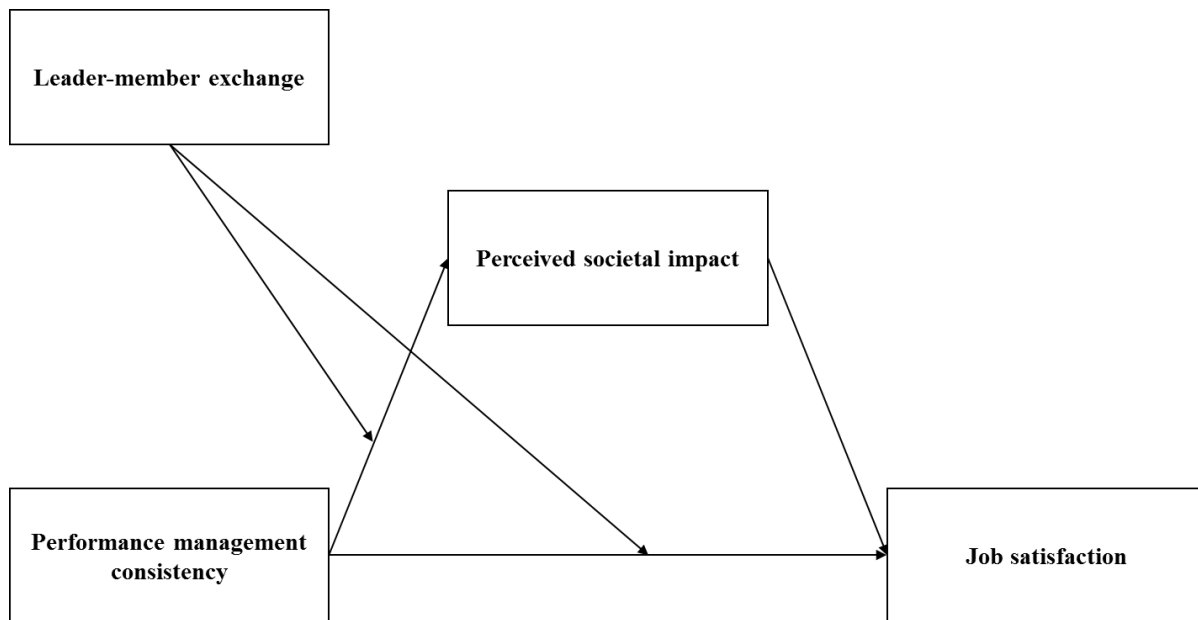 Leader-member exchange
Perceived societal impact
Performance management
consistency
Job satisfaction